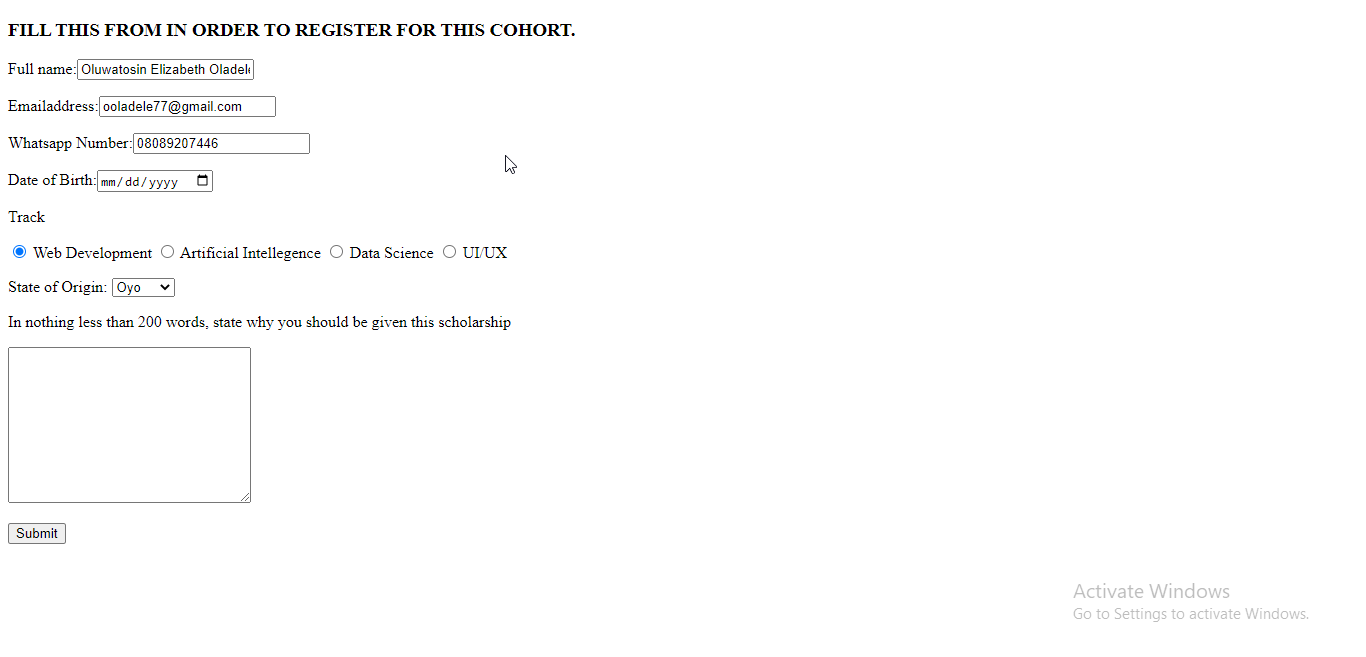 FILL THIS FROM IN ORDER TO REGISTER FOR THIS COHORT.
Full name: Oluwatosin Elizabeth Oladele
Emailaddress: ooladele77@gmail.com
Whatsapp Number: 08089207446
Date of Birth: mm/dd/yyyy
Track
Web Development Artificial Intellegence Data Science UI/UX
State of Origin: Oyo
In nothing less than 200 words, state why you should be given this scholarship
Submit
Activate Windows
Go to Settings to activate Windows.